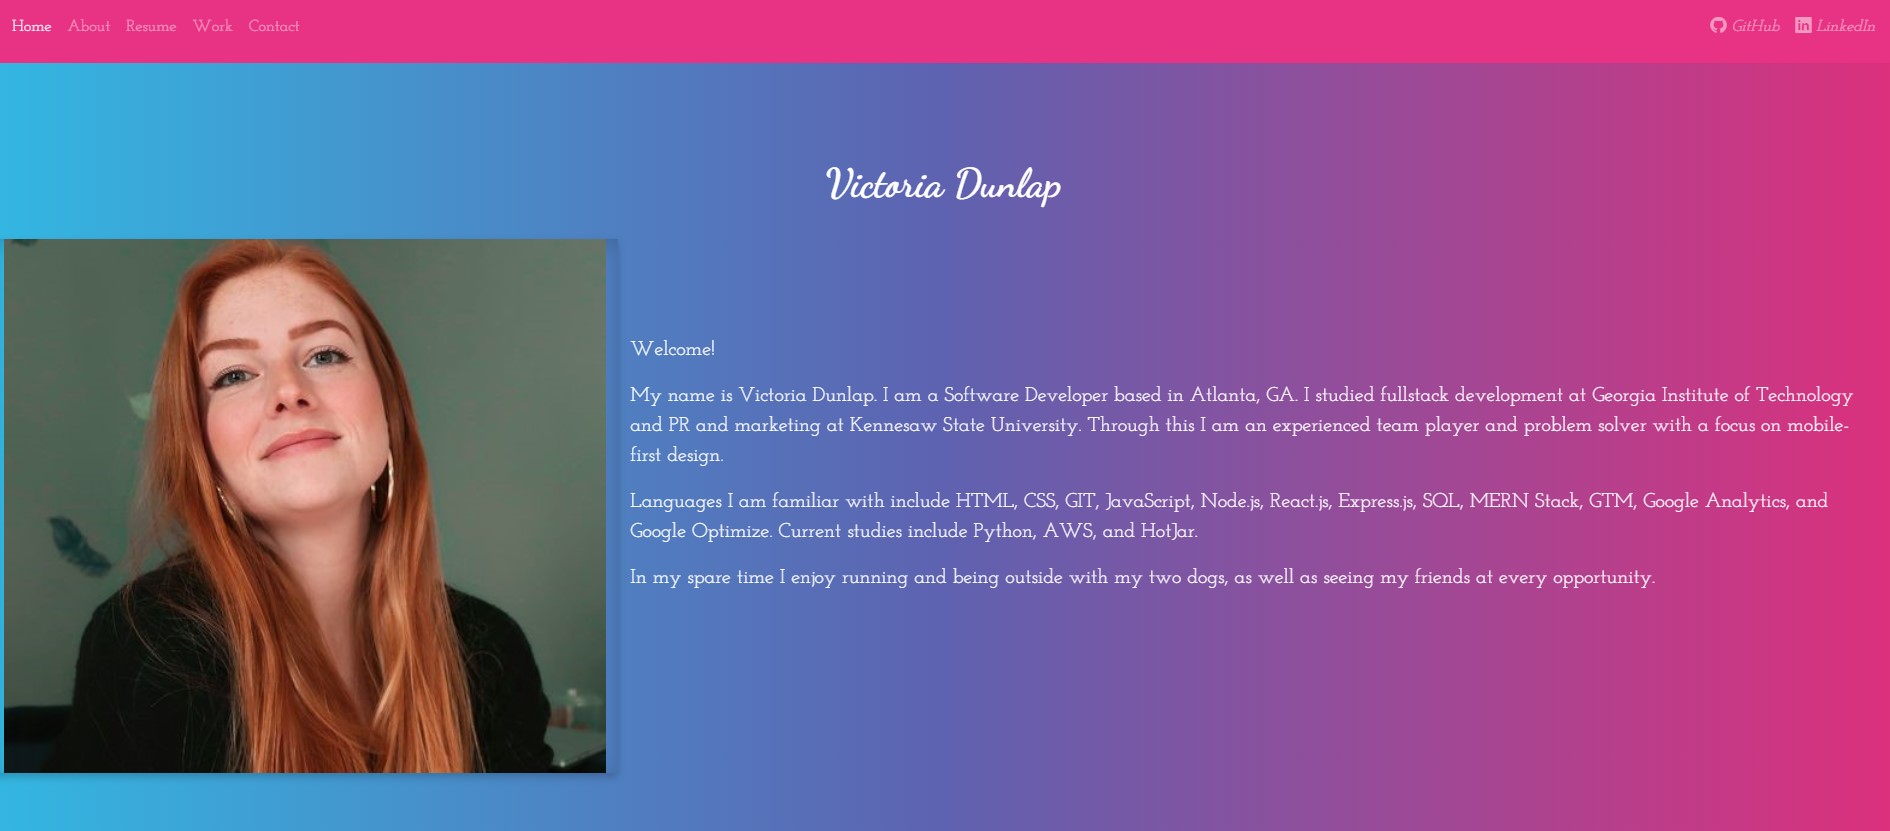 Home About Resume Work Contact GitHub LinkedIn
Victoria Dunlap
Welcome!
My name is Victoria Dunlap. I am a Software Developer based in Atlanta, GA. I studied fullstack development at Georgia Institute of Technology
and PR and marketing at Kennesaw State University. Through this I am an experienced team player and problem solver with a focus on mobile-
first design.
Languages I am familiar with include HTML, CSS, GIT, JavaScript, Node.js, React.js, Express.js, SQL, MERN Stack, GTM, Google Analytics, and
Google Optimize. Current studies include Python, AWS, and HotJar.
In my spare time I enjoy running and being outside with my two dogs, as well as seeing my friends at every opportunity.